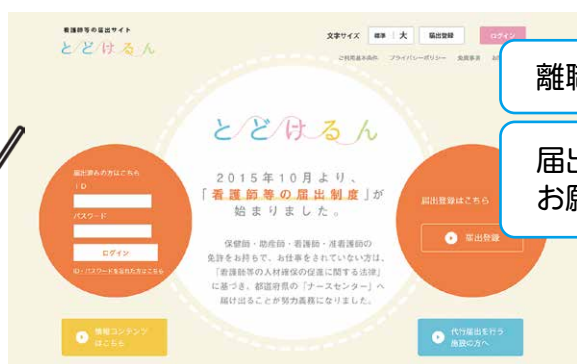 看護師等の届出サイト
とどけるん
文字サイズ 標準 大 届出登録 ログイン
ご利用基本条件 プライバシーポリシー 免責事項
離職
届出
お願
とどけるん
2015年10月より、
「看護師等の届出制度」が
始まりました。
保健師・助産師・看護師・准看護師の
免許をお持ちで、お仕事をされていない方は、
「看護師等の人材確保の促進に関する法律」
に基づき、都道府県の「ナースセンター」へ
届け出ることが努力義務になりました。
届出済みの方はこちら
ID
パスワード
ログイン
ID・パスワードを忘れた方はこちら
届出登録はこちら
届出登録
情報コンテンツ
はこちら
代行届出を行う
施設の方へ